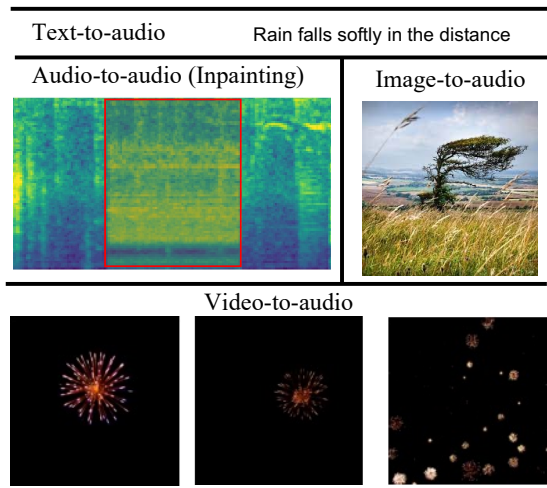 Text-to-audio Rain falls softly in the distance
Audio-to-audio (Inpainting) Image-to-audio
Video-to-audio